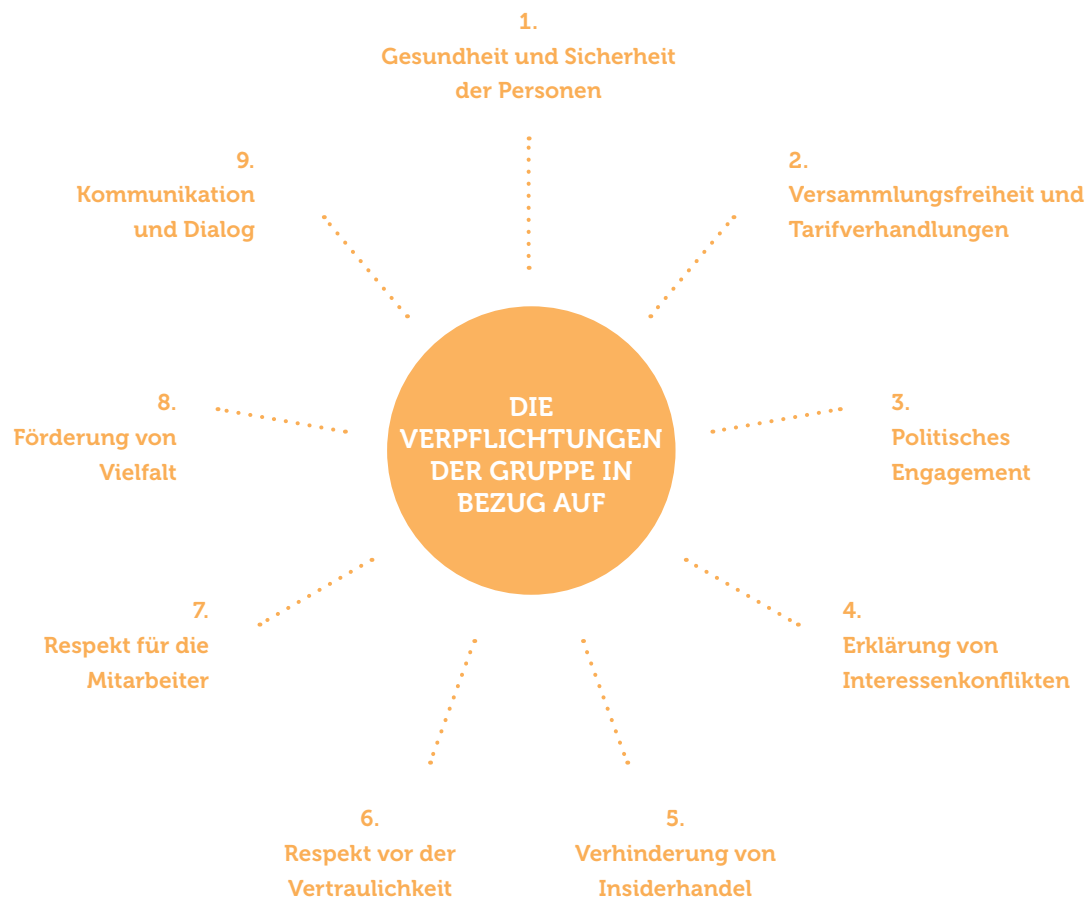 1.
Gesundheit und Sicherheit
der Personen
2.
Versammlungsfreiheit und
Tarifverhandlungen
3.
Politisches
Engagement
4.
Erklärung von
Interessenkonflikten
5.
Verhinderung von
Insiderhandel
6.
Respekt vor der
Vertraulichkeit
7.
Respekt für die
Mitarbeiter
8.
Förderung von
Vielfalt
9.
Kommunikation
und Dialog
DIE
VERPFLICHTUNGEN
DER GRUPPE IN
BEZUG AUF